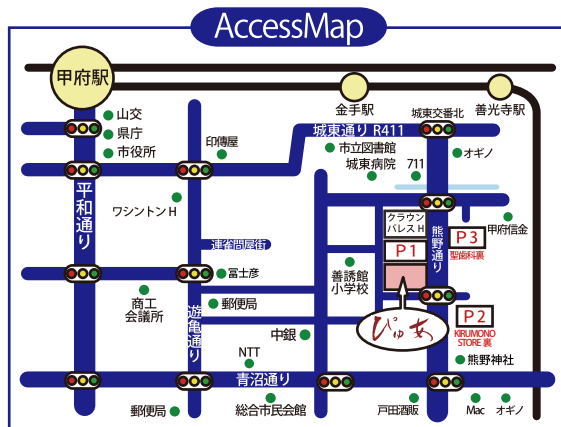 AccessMap
甲府駅
金手駅
善光寺駅
山交
県庁
市役所
印傳屋
城東通り R411
城東交番北
市立図書館
城東病院
711
オギノ
平和通り
ワシントン H
クラウン
パレス H
熊野通り
甲府信金
P3
聖歯科裏
連雀問屋街
P1
善誘館
小学校
冨士彦
商工
会議所
遊亀通り
郵便局
ぴゅあ
P2
KIRUMONO
STORE 裏
中銀
NTT
熊野神社
青沼通り
郵便局
総合市民会館
戸田酒販
Mac
オギノ